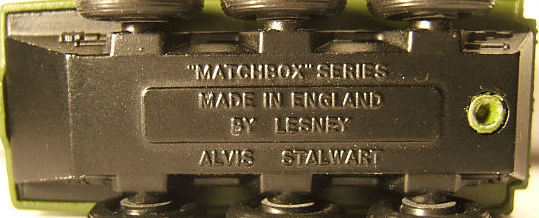 "MATCHBOX" SERIES
MADE IN ENGLAND
BY LESNEY
ALVIS STALWART